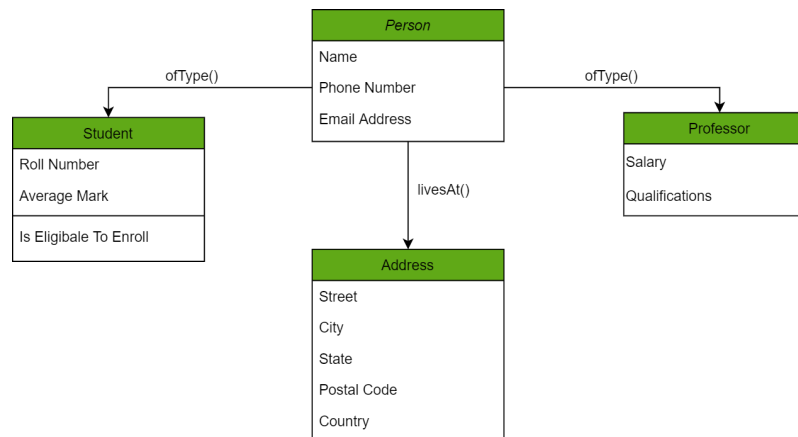 Person
Name
Phone Number
Email Address
ofType()
ofType()
Student
Roll Number
Average Mark
Is Eligibale To Enroll
Professor
Salary
Qualifications
livesAt()
Address
Street
City
State
Postal Code
Country